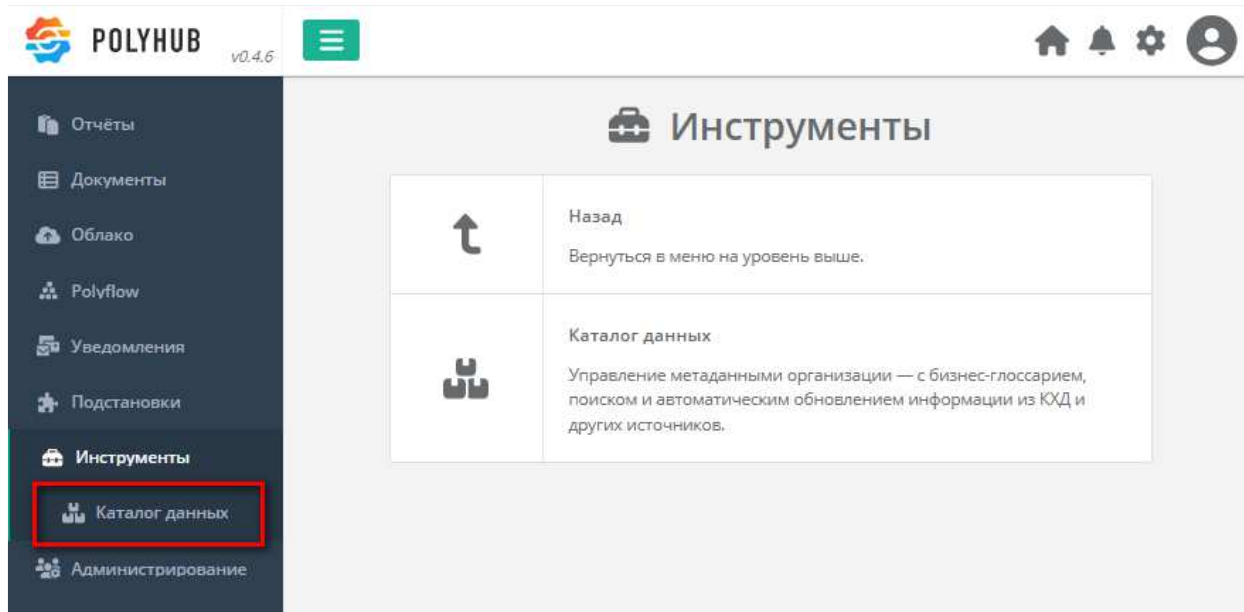 POLYHUB v0.4.6
Отчёты
Документы
Облако
Polyflow
Уведомления
Подстановки
Инструменты
Каталог данных
Администрирование
Инструменты
Назад
Вернуться в меню на уровень выше.
Каталог данных
Управление метаданными организации — с бизнес-глоссарием,
поиском и автоматическим обновлением информации из КХД и
других источников.